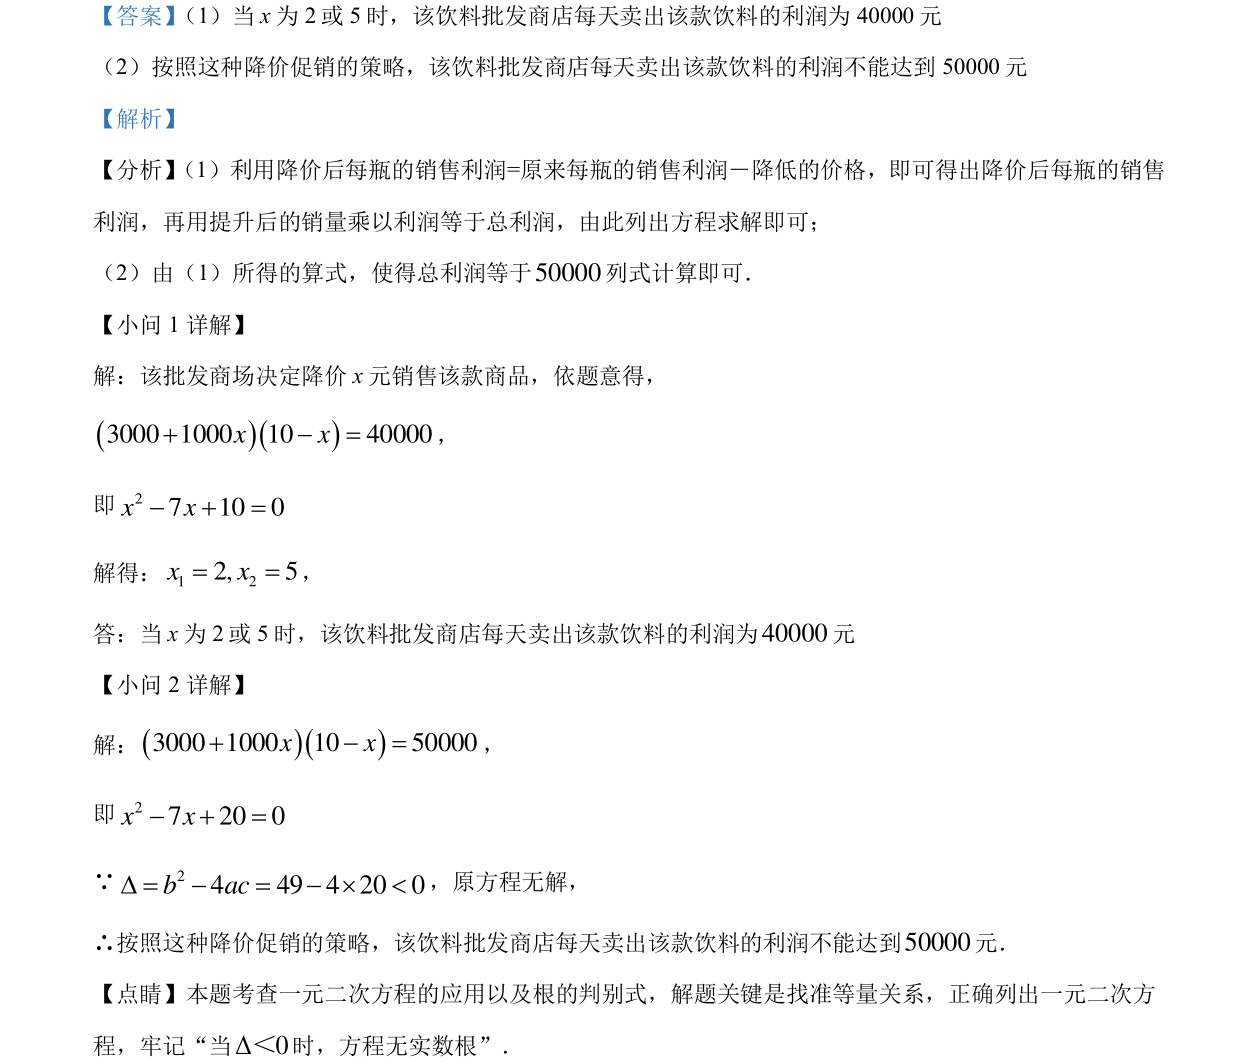 【答案】（1）当 x 为 2 或 5 时，该饮料批发商店每天卖出该款饮料的利润为 40000 元
（2）按照这种降价促销的策略，该饮料批发商店每天卖出该款饮料的利润不能达到 50000 元
【解析】
【分析】（1）利用降价后每瓶的销售利润=原来每瓶的销售利润－降低的价格，即可得出降价后每瓶的销售
利润，再用提升后的销量乘以利润等于总利润，由此列出方程求解即可；
（2）由（1）所得的算式，使得总利润等于50000列式计算即可．
【小问 1 详解】
解：该批发商场决定降价 x 元销售该款商品，依题意得，
(3000+1000x)(10−x)=40000，
即 x²−7x+10=0
解得： x₁=2, x₂=5，
答：当 x 为 2 或 5 时，该饮料批发商店每天卖出该款饮料的利润为40000 元
【小问 2 详解】
解：(3000+1000x)(10−x)=50000，
即 x²−7x+20=0
∵ Δ=b²−4ac=49−4×20<0，原方程无解，
∴按照这种降价促销的策略，该饮料批发商店每天卖出该款饮料的利润不能达到50000 元．
【点睛】本题考查一元二次方程的应用以及根的判别式，解题关键是找准等量关系，正确列出一元二次方
程，牢记“当Δ<0时，方程无实数根”．